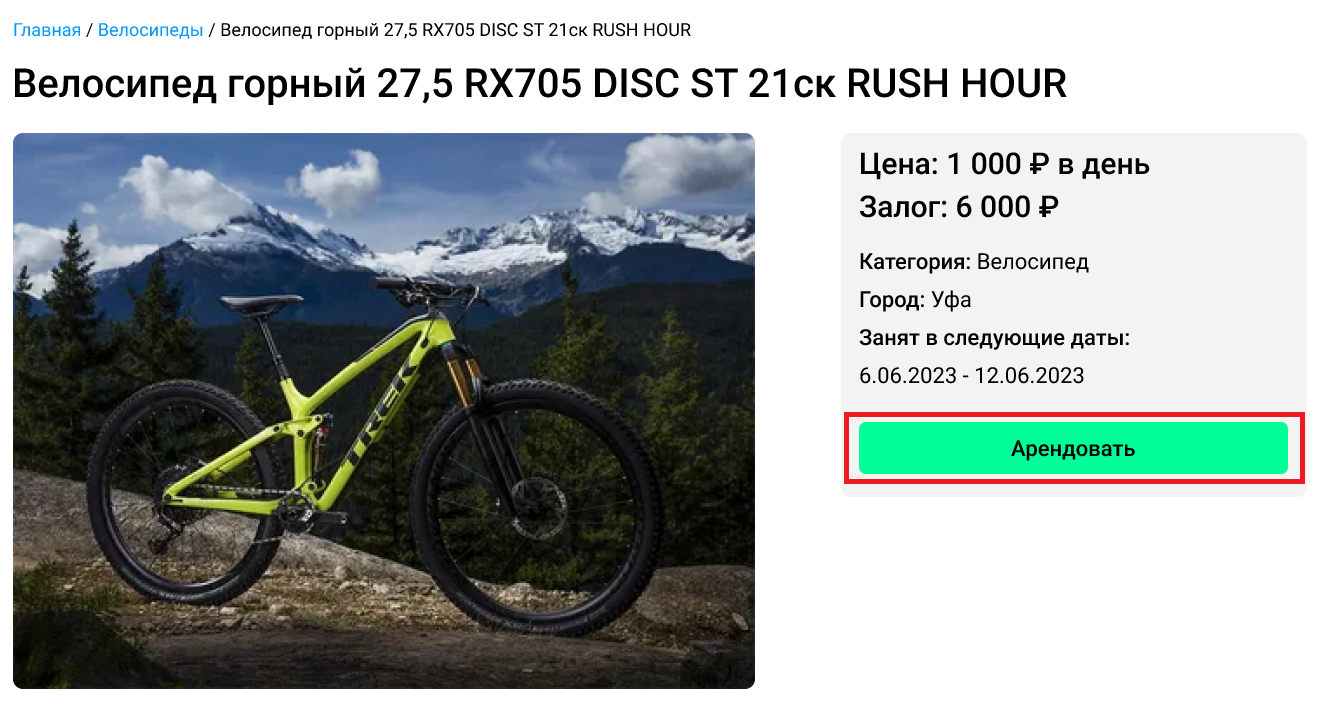 Главная / Велосипеды / Велосипед горный 27,5 RX705 DISC ST 21ск RUSH HOUR
Велосипед горный 27,5 RX705 DISC ST 21ск RUSH HOUR
TREK
Цена: 1 000 ₽ в день
Залог: 6 000 ₽
Категория: Велосипед
Город: Уфа
Занят в следующие даты:
6.06.2023 - 12.06.2023
Арендовать